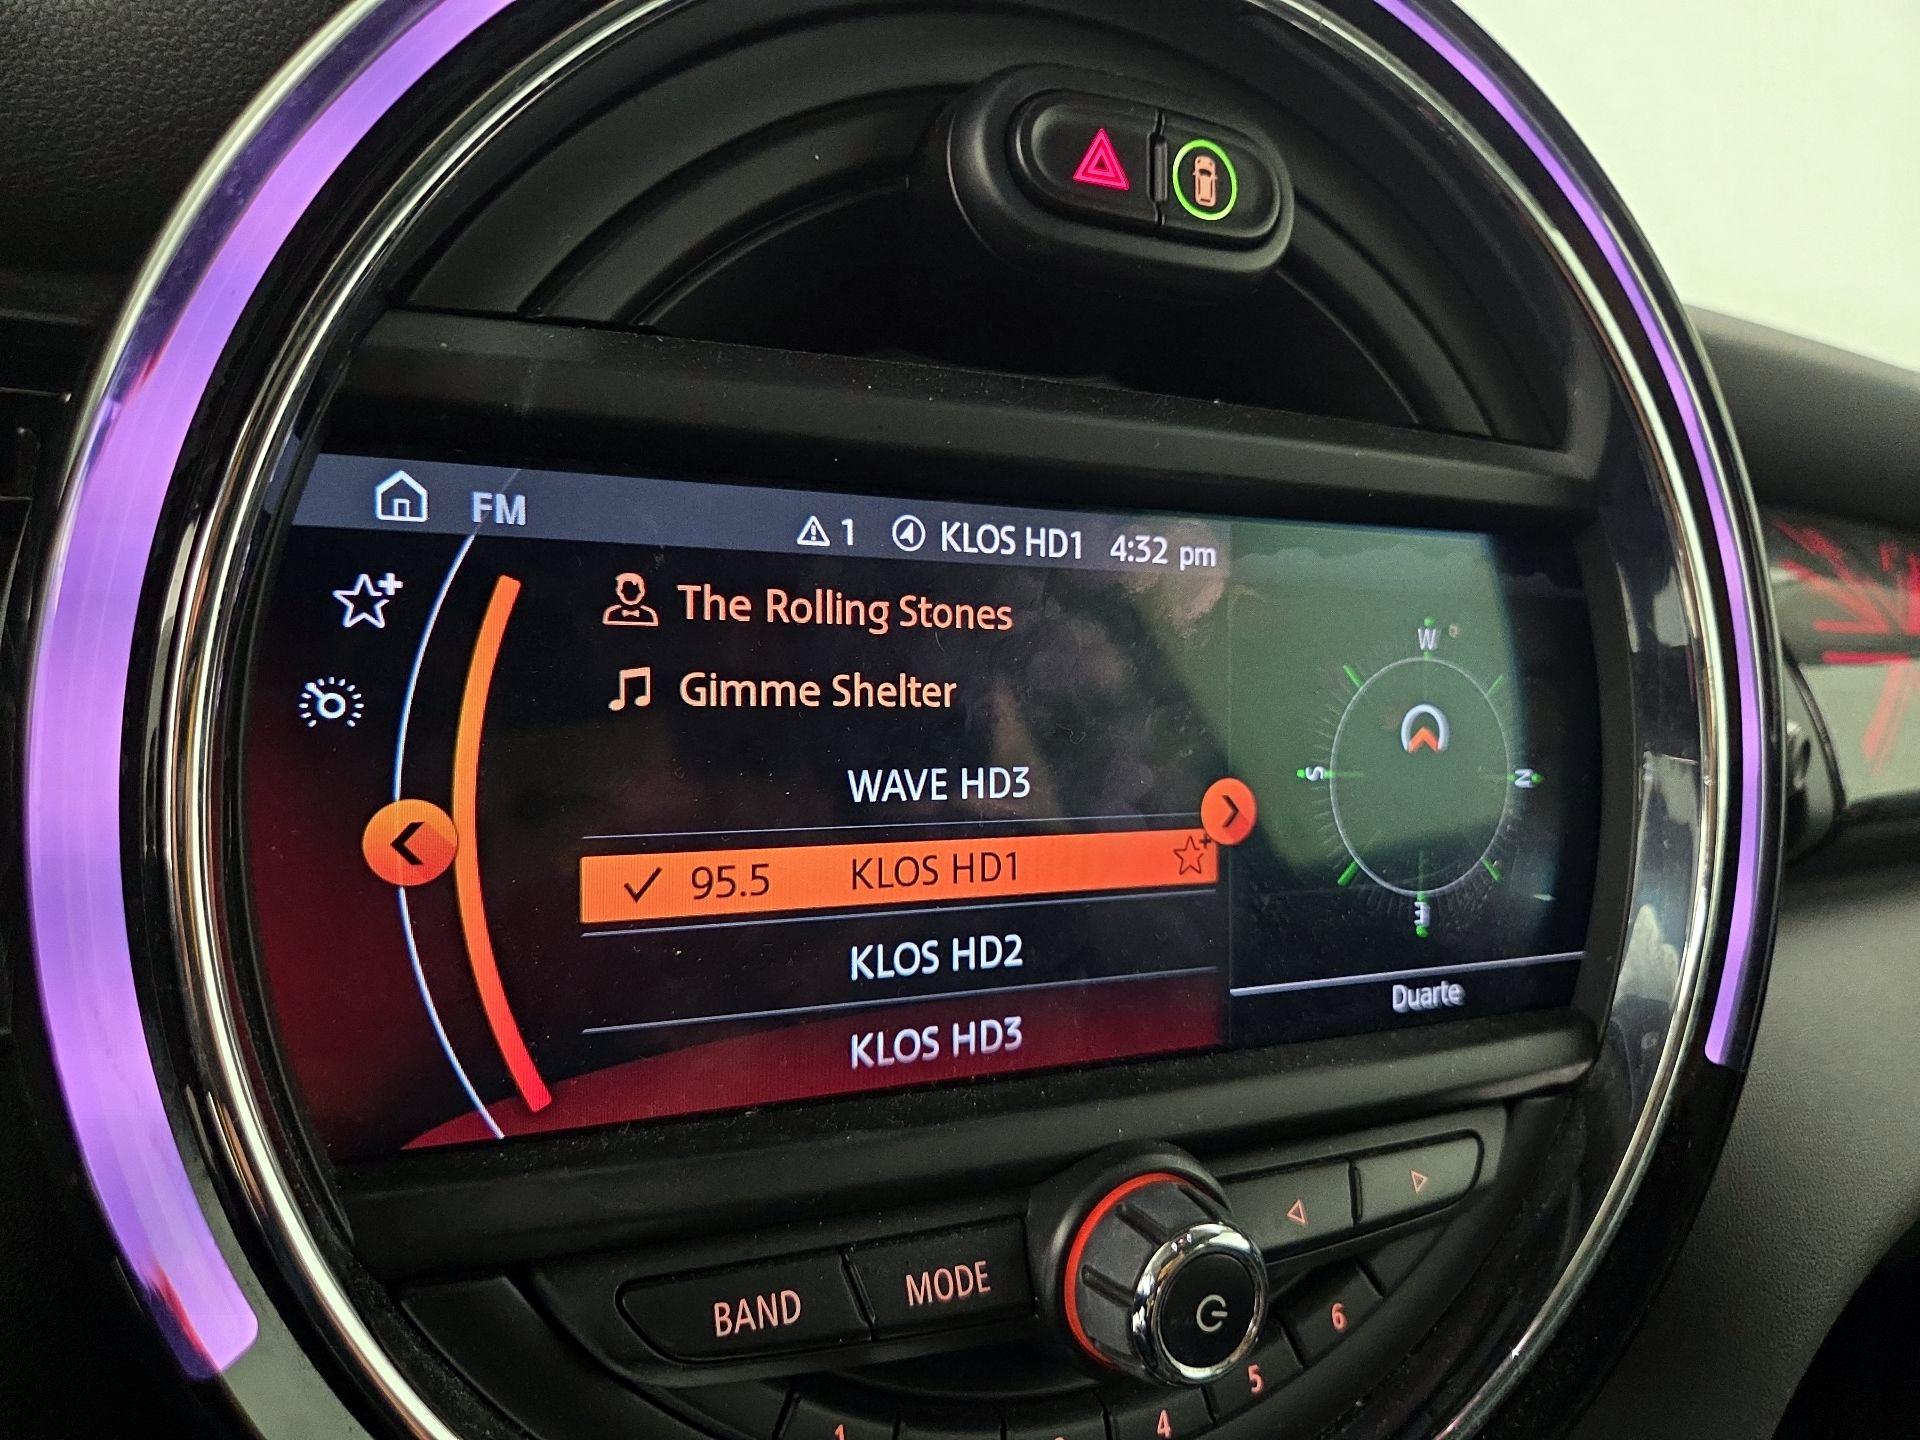 FM
1 KLOS HD1 4:32 pm
The Rolling Stones
Gimme Shelter
WAVE HD3
95.5 KLOS HD1
KLOS HD2
KLOS HD3
W
S
N
E
Duarte
BAND
MODE
1
4
5
6